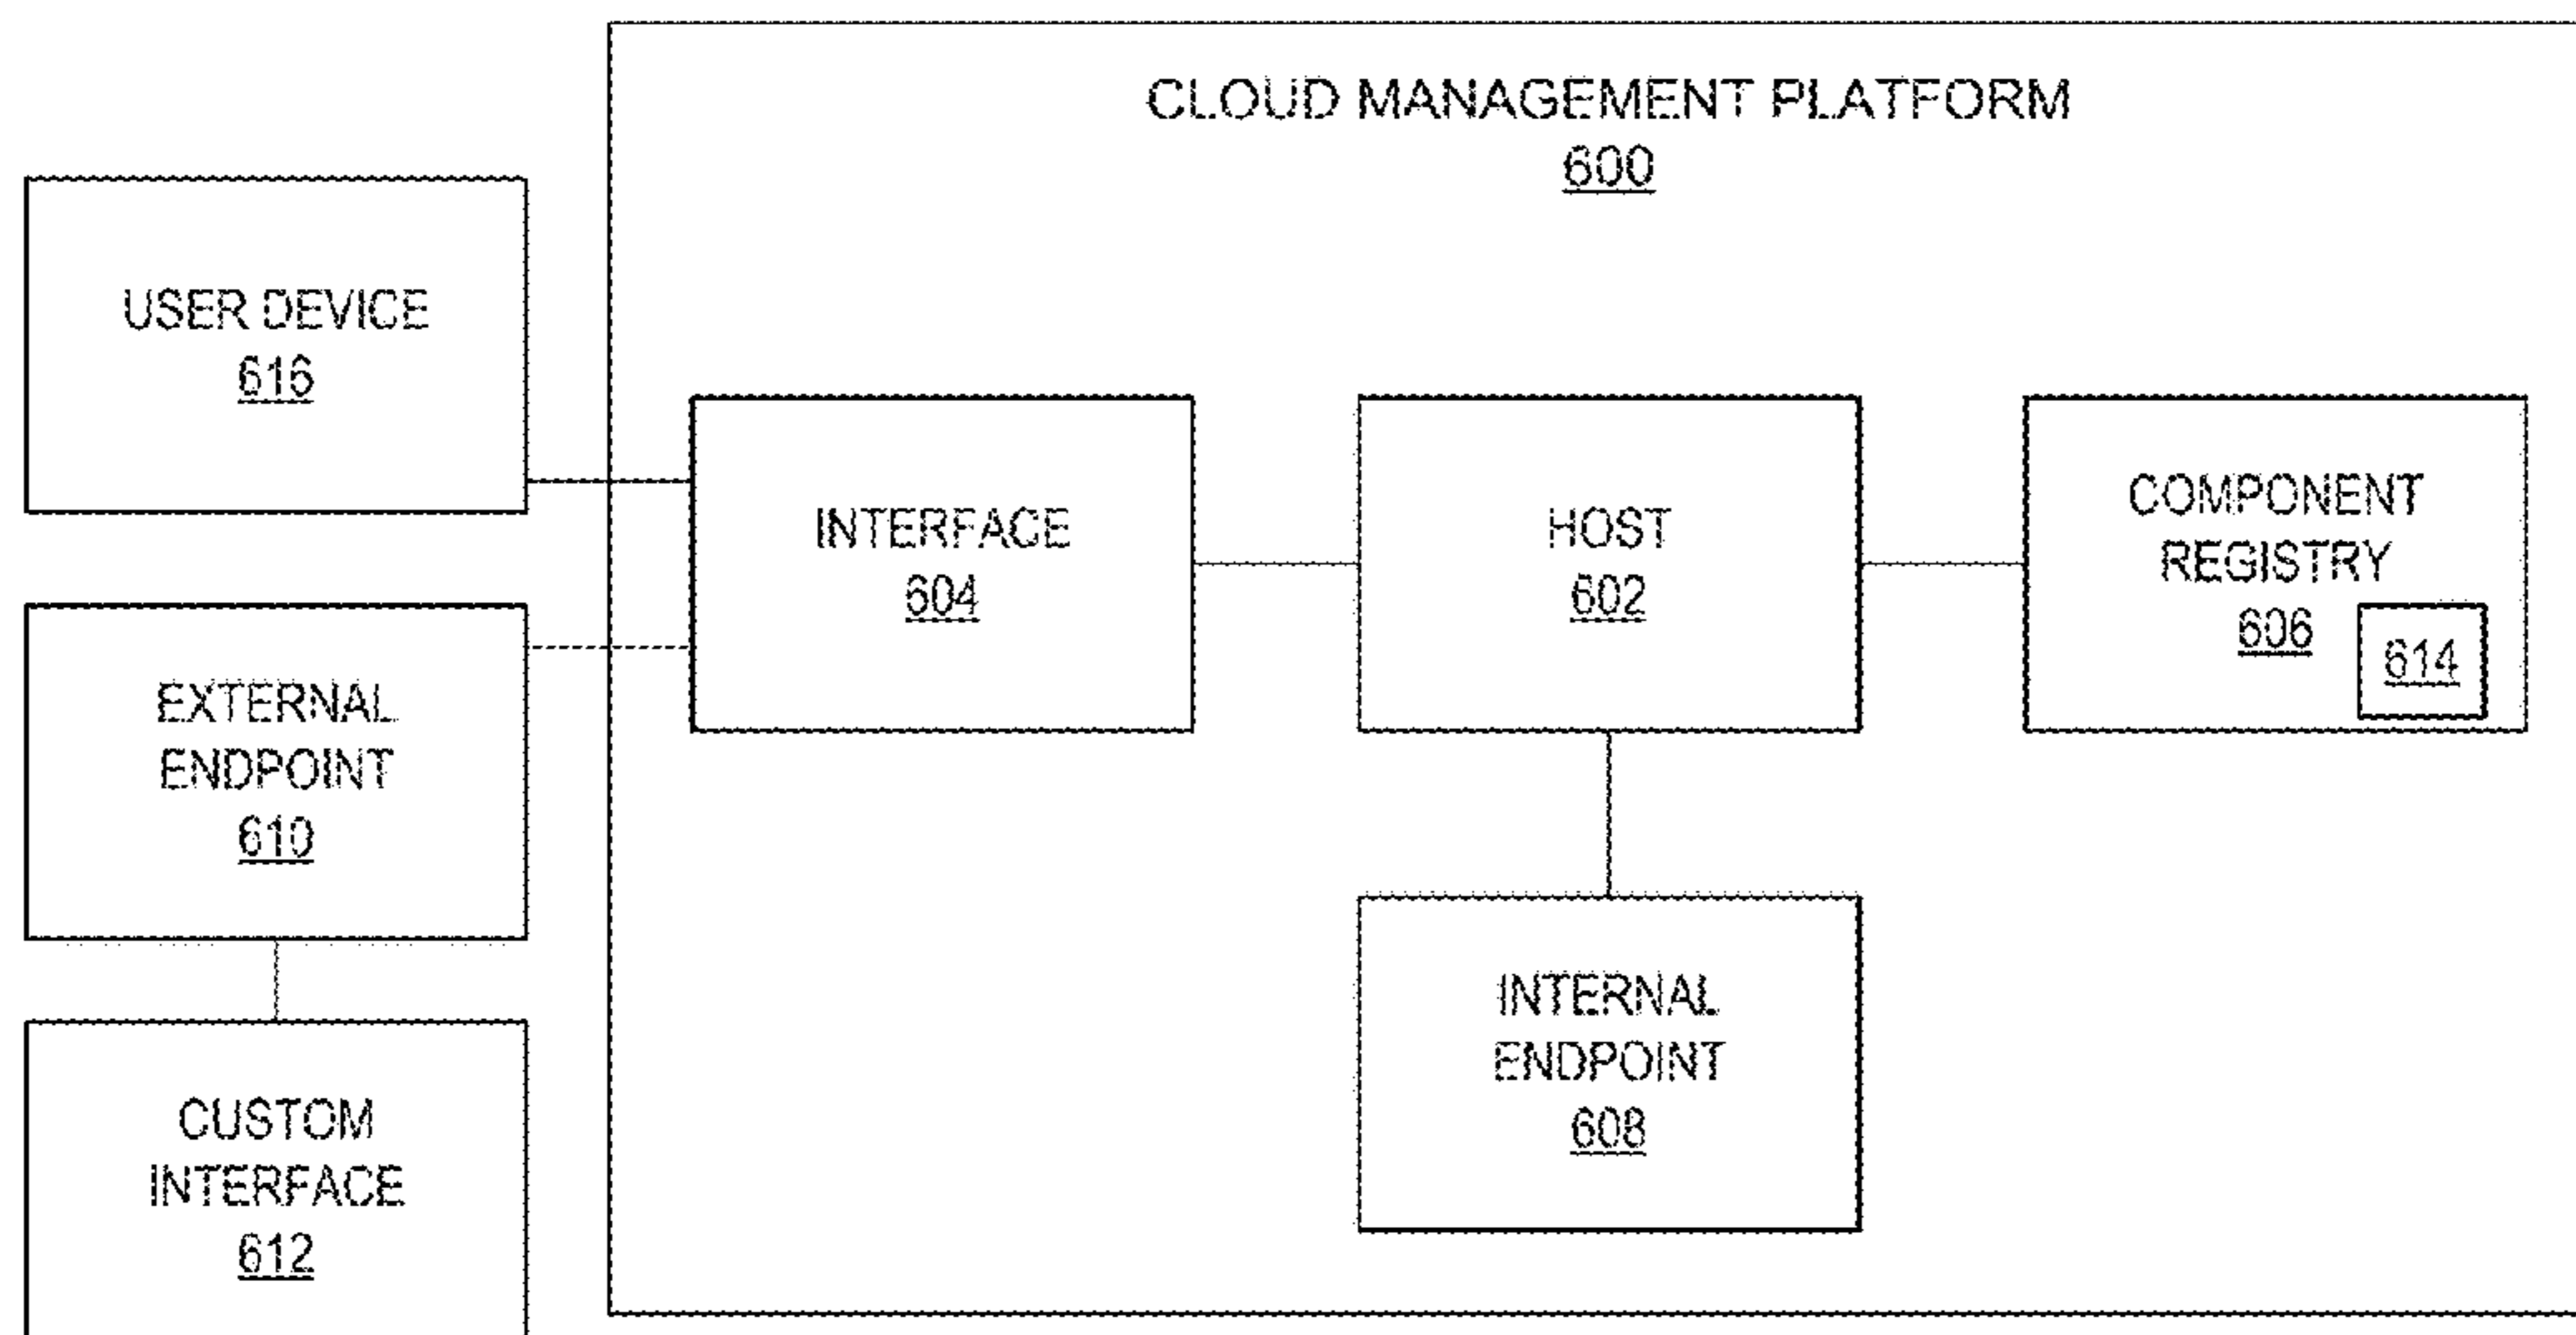 CLOUD MANAGEMENT PLATFORM
600
USER DEVICE
616
INTERFACE
604
HOST
602
COMPONENT
REGISTRY
606
614
EXTERNAL
ENDPOINT
610
INTERNAL
ENDPOINT
608
CUSTOM
INTERFACE
612